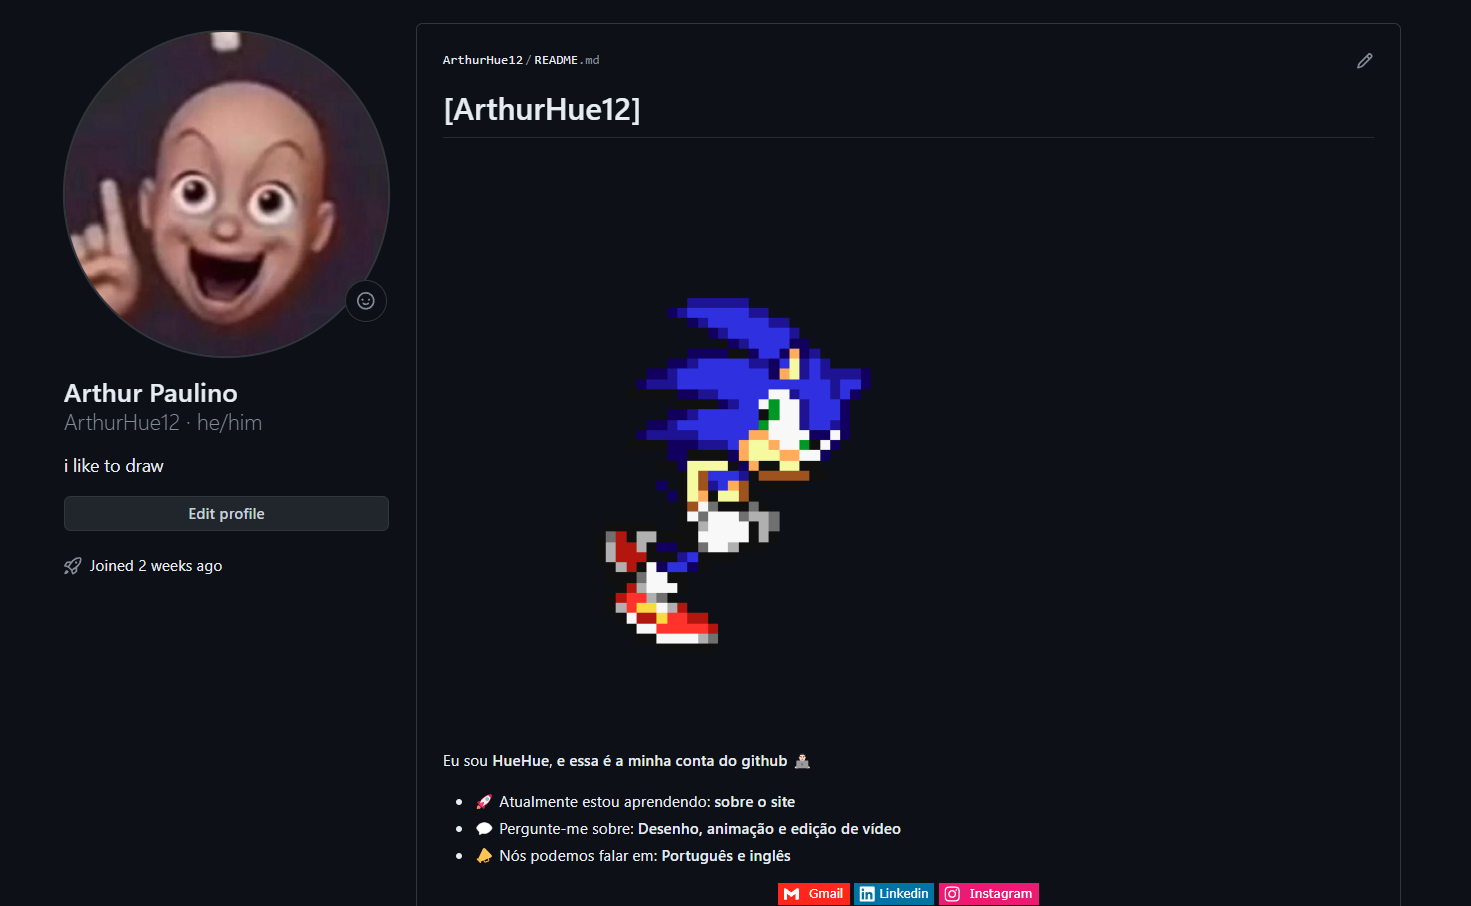 ArthurHue12/README.md
[ArthurHue12]
Arthur Paulino
ArthurHue12 · he/him
i like to draw
Edit profile
Joined 2 weeks ago
Eu sou HueHue, e essa é a minha conta do github
Atualmente estou aprendendo: sobre o site
Pergunte-me sobre: Desenho, animação e edição de vídeo
Nós podemos falar em: Português e inglês
Gmail
Linkedin
Instagram